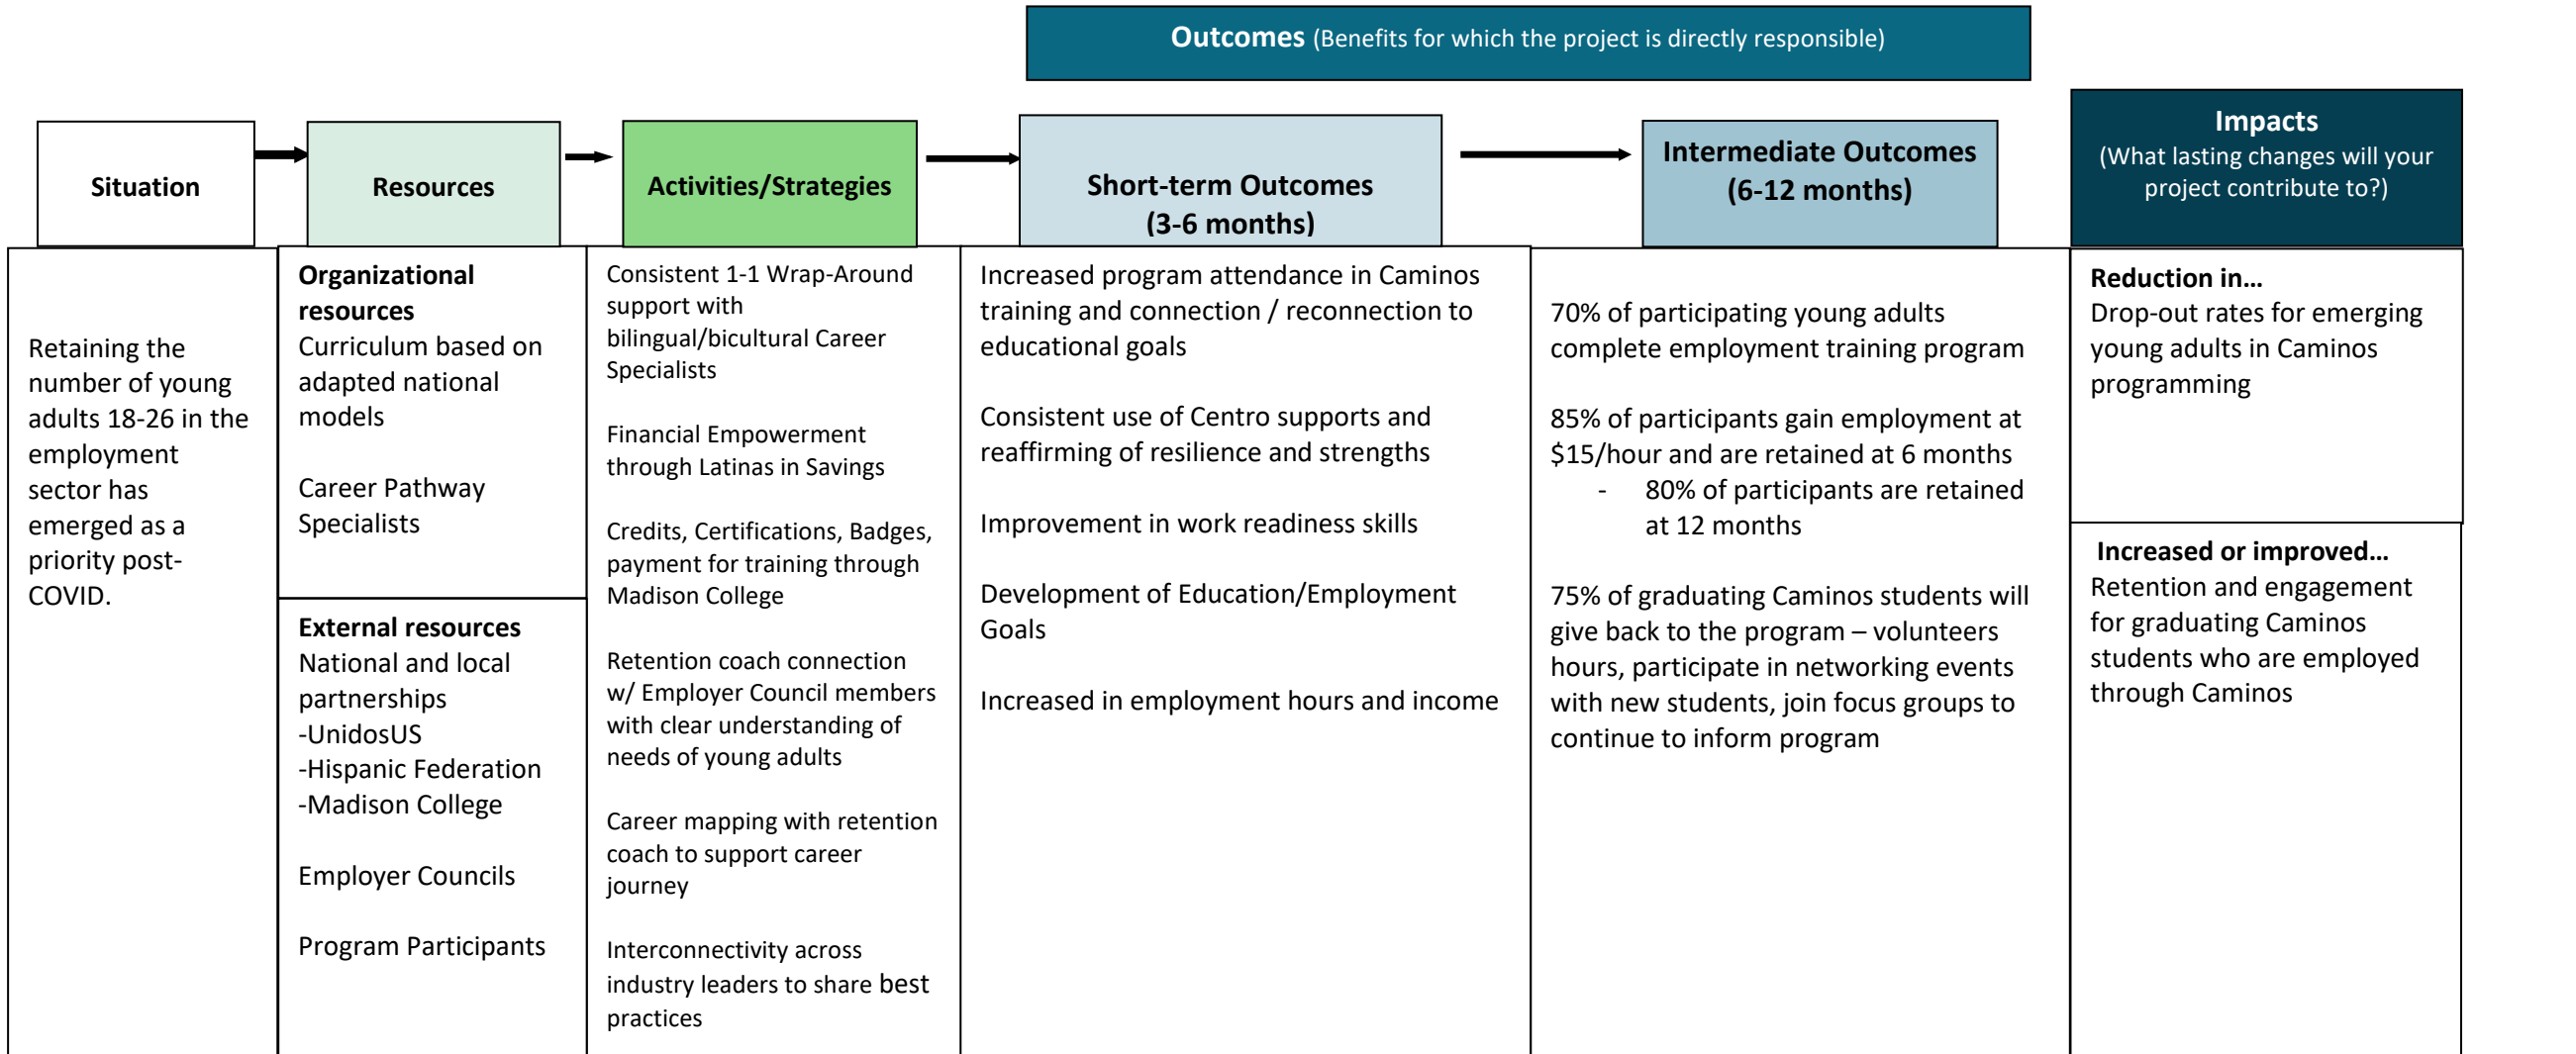 Outcomes (Benefits for which the project is directly responsible)
Situation
Resources
Activities/Strategies
Short-term Outcomes
(3-6 months)
Intermediate Outcomes
(6-12 months)
Impacts
(What lasting changes will your
project contribute to?)
Retaining the
number of young
adults 18-26 in the
employment
sector has
emerged as a
priority post-
COVID.
Organizational
resources
Curriculum based on
adapted national
models
Career Pathway
Specialists
External resources
National and local
partnerships
-UnidosUS
-Hispanic Federation
-Madison College
Employer Councils
Program Participants
Consistent 1-1 Wrap-Around
support with
bilingual/bicultural Career
Specialists
Financial Empowerment
through Latinas in Savings
Credits, Certifications, Badges,
payment for training through
Madison College
Retention coach connection
w/ Employer Council members
with clear understanding of
needs of young adults
Career mapping with retention
coach to support career
journey
Interconnectivity across
industry leaders to share best
practices
Increased program attendance in Caminos
training and connection / reconnection to
educational goals
Consistent use of Centro supports and
reaffirming of resilience and strengths
Improvement in work readiness skills
Development of Education/Employment
Goals
Increased in employment hours and income
70% of participating young adults
complete employment training program
85% of participants gain employment at
$15/hour and are retained at 6 months
- 80% of participants are retained
at 12 months
75% of graduating Caminos students will
give back to the program – volunteers
hours, participate in networking events
with new students, join focus groups to
continue to inform program
Reduction in…
Drop-out rates for emerging
young adults in Caminos
programming
Increased or improved…
Retention and engagement
for graduating Caminos
students who are employed
through Caminos